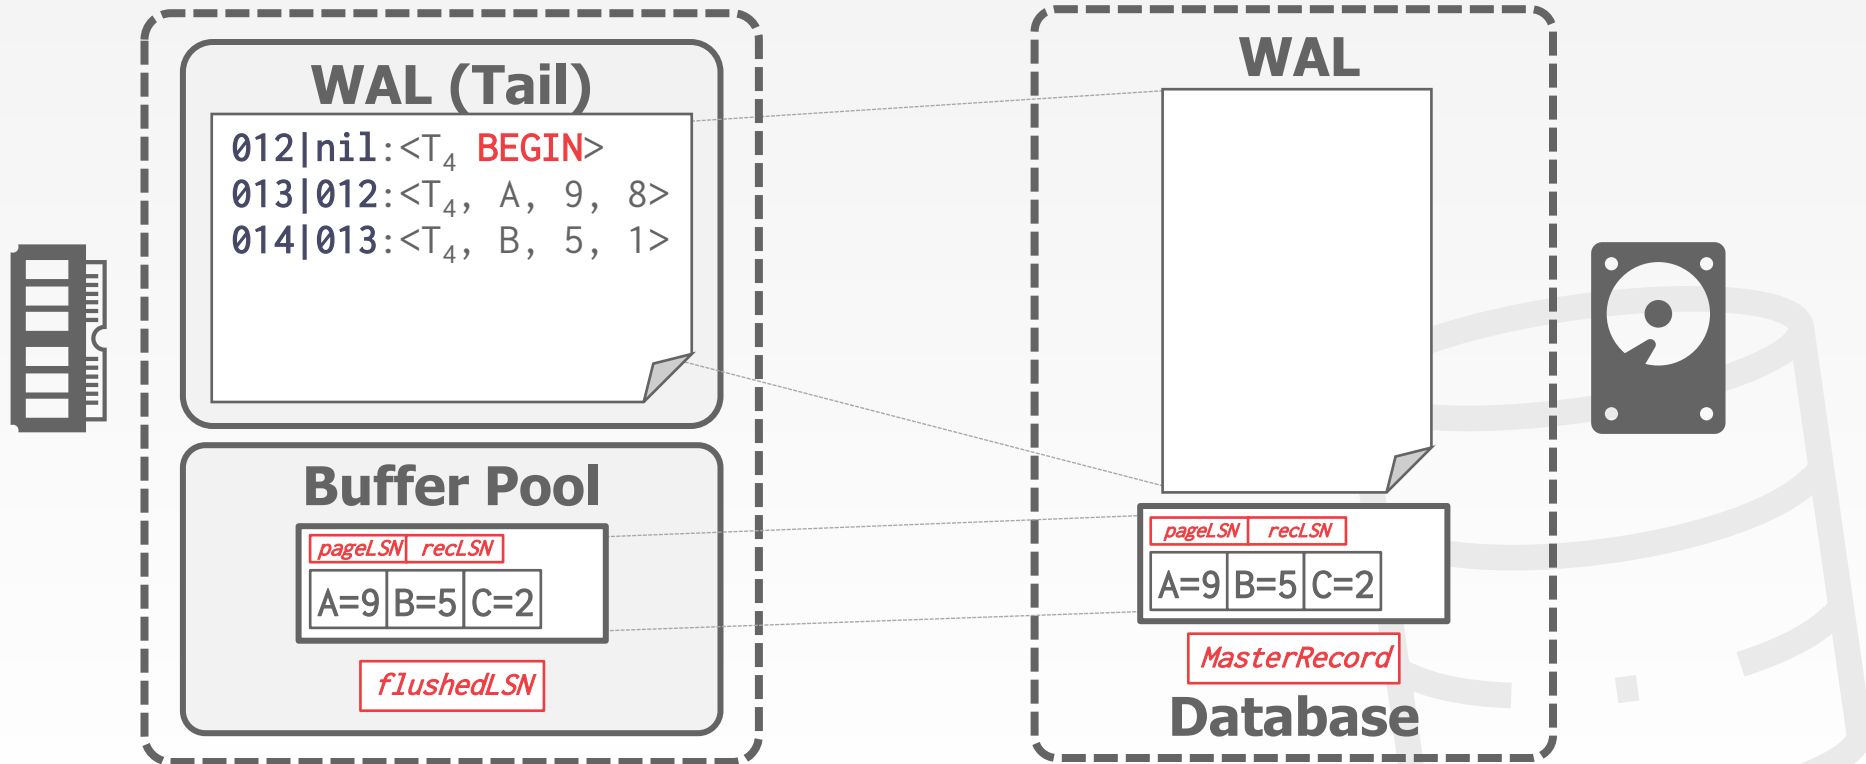 WAL (Tail)
012|nil:<T4 BEGIN>
013|012:<T4, A, 9, 8>
014|013:<T4, B, 5, 1>
Buffer Pool
pageLSN recLSN
A=9 B=5 C=2
flushedLSN
WAL
pageLSN recLSN
A=9 B=5 C=2
MasterRecord
Database